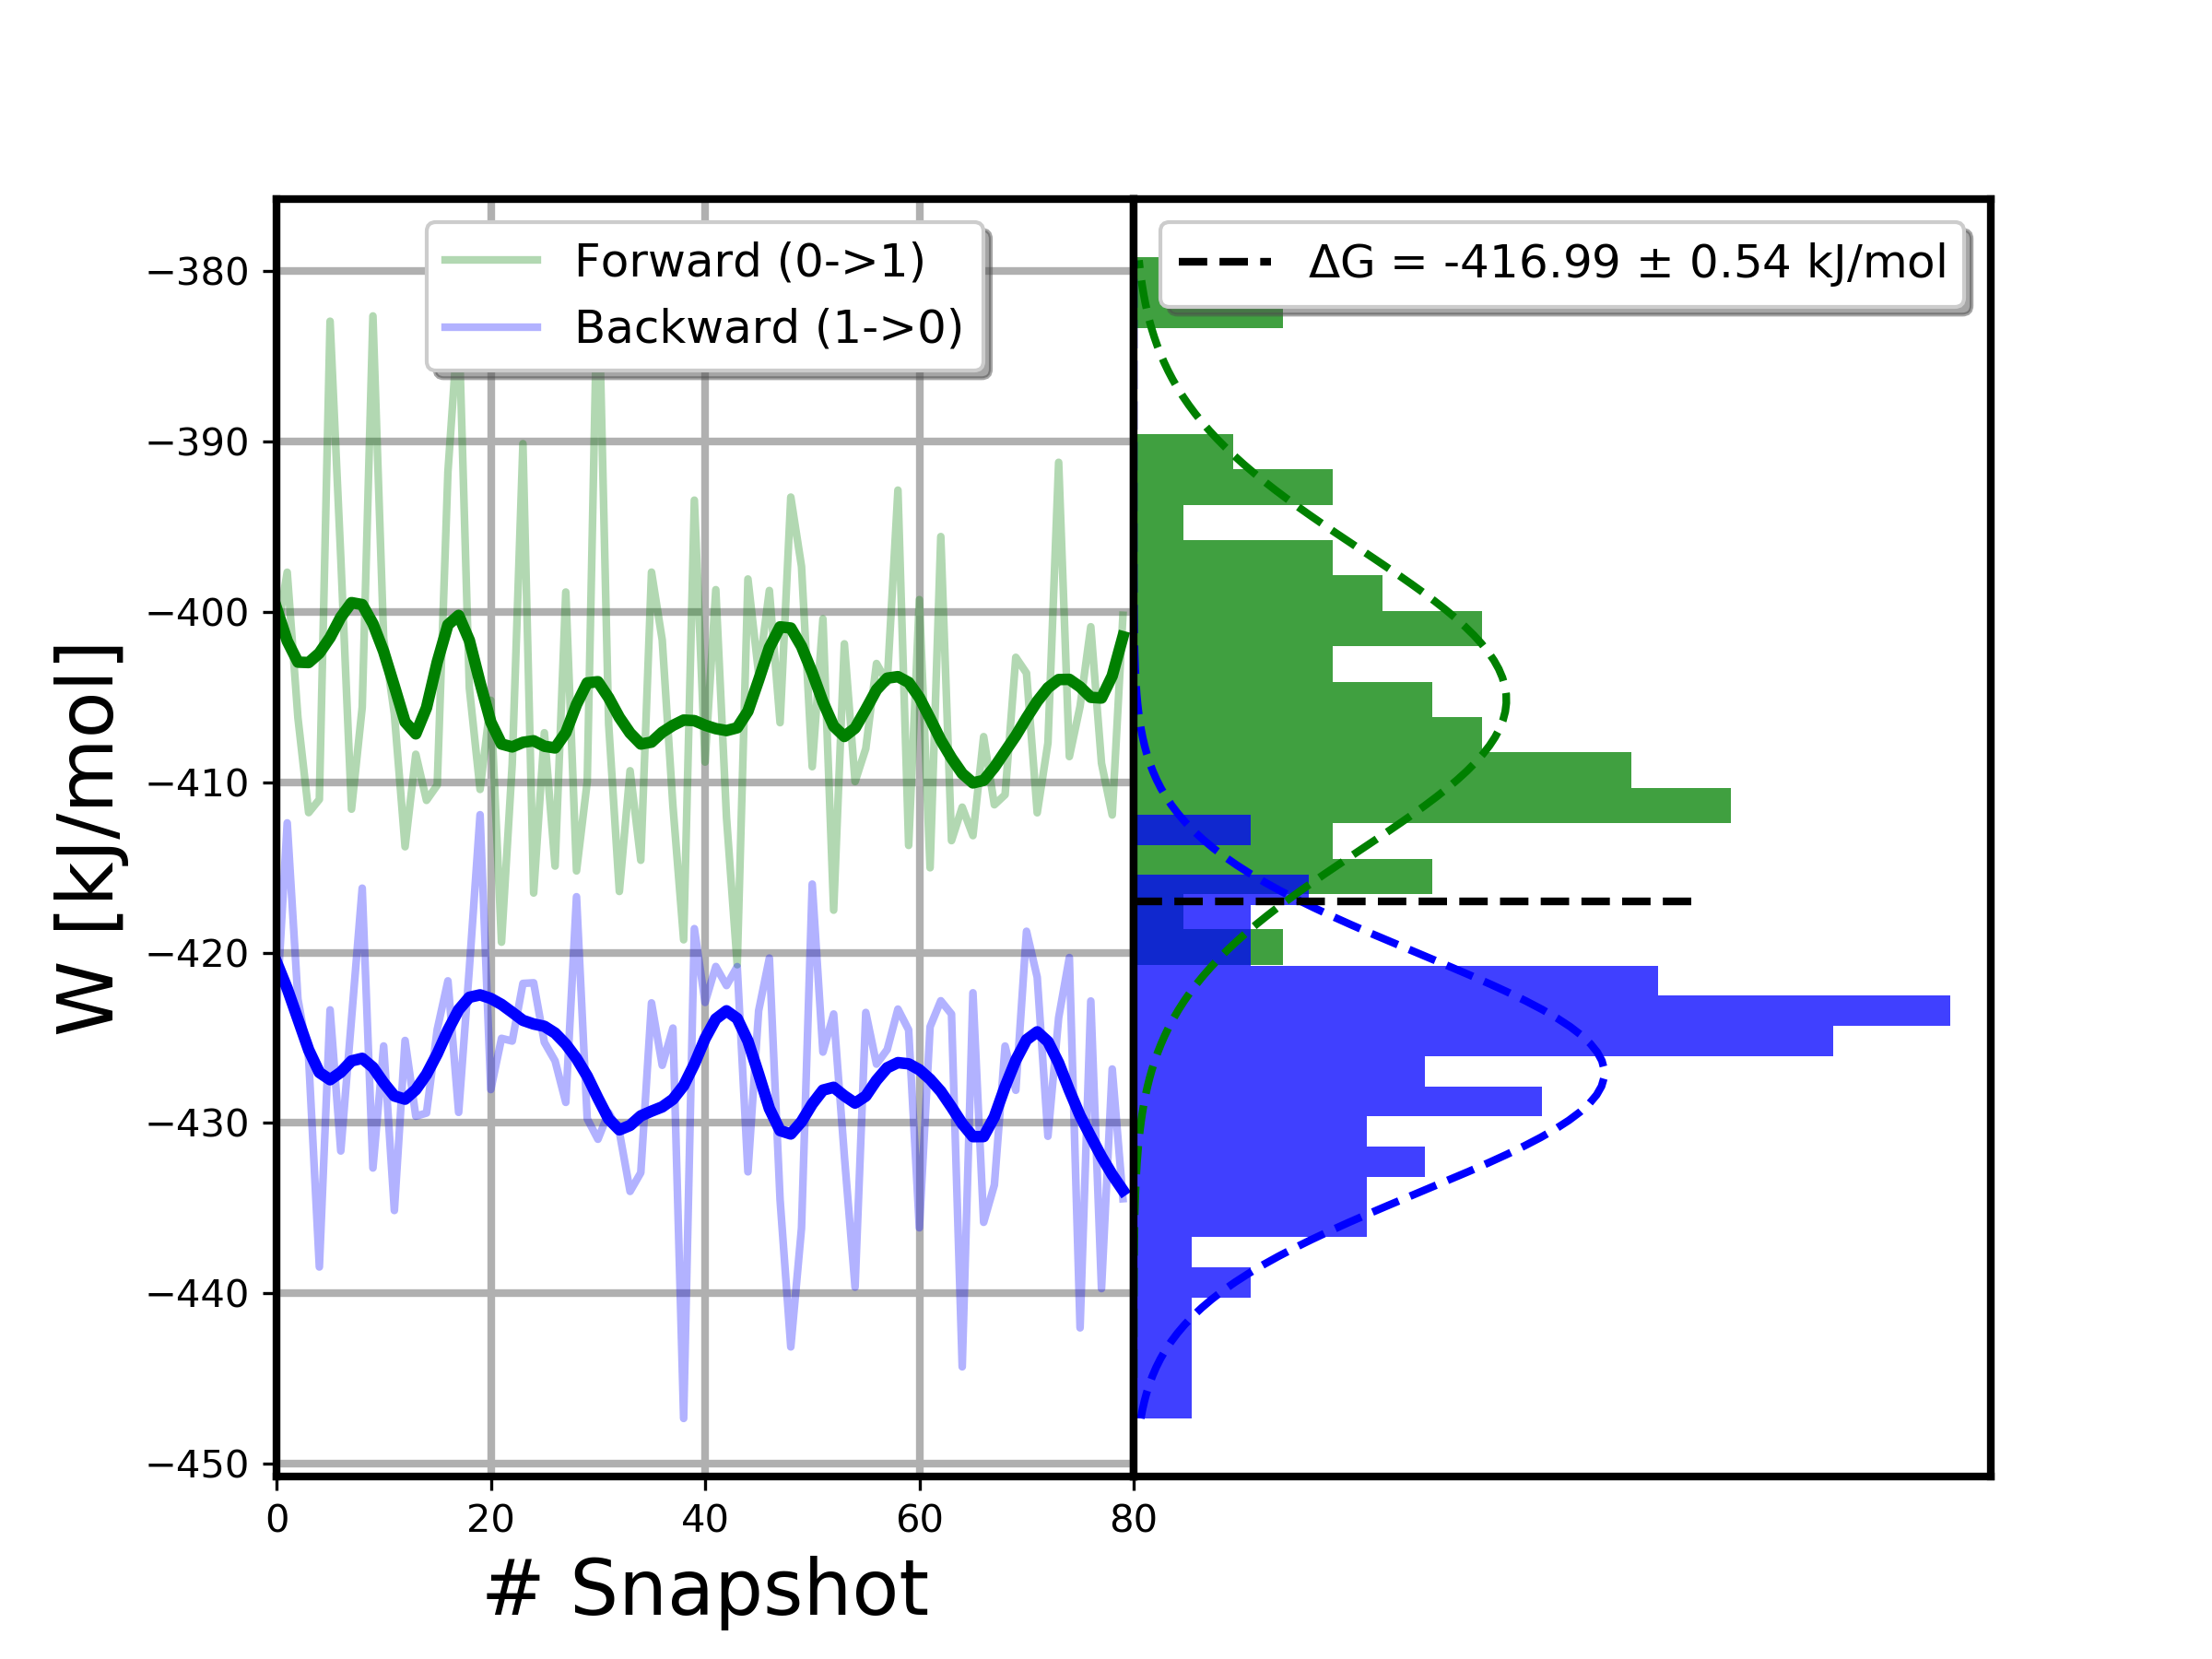 Forward (0->1)
Backward (1->0)
ΔG = -416.99 ± 0.54 kJ/mol
W [kJ/mol]
−380
−390
−400
−410
−420
−430
−440
−450
0 20 40 60 80
# Snapshot